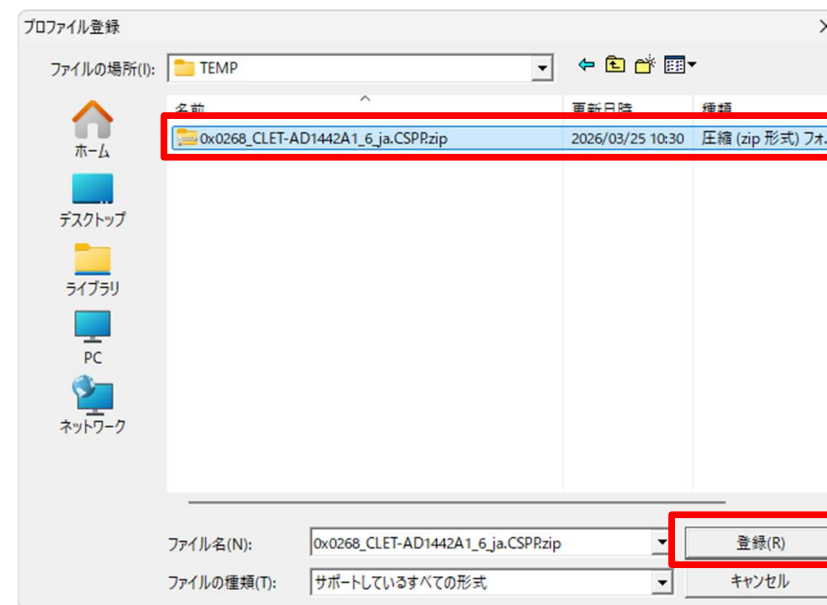 プロファイル登録
ファイルの場所(I): TEMP
名前 更新日時 種類
0x0268_CLET-AD1442A1_6_ja.CSPP.zip 2026/03/25 10:30 圧縮 (zip 形式) フォ
ホーム
デスクトップ
ライブラリ
PC
ネットワーク
ファイル名(N): 0x0268_CLET-AD1442A1_6_ja.CSPP.zip 登録(R)
ファイルの種類(T): サポートしているすべての形式 キャンセル